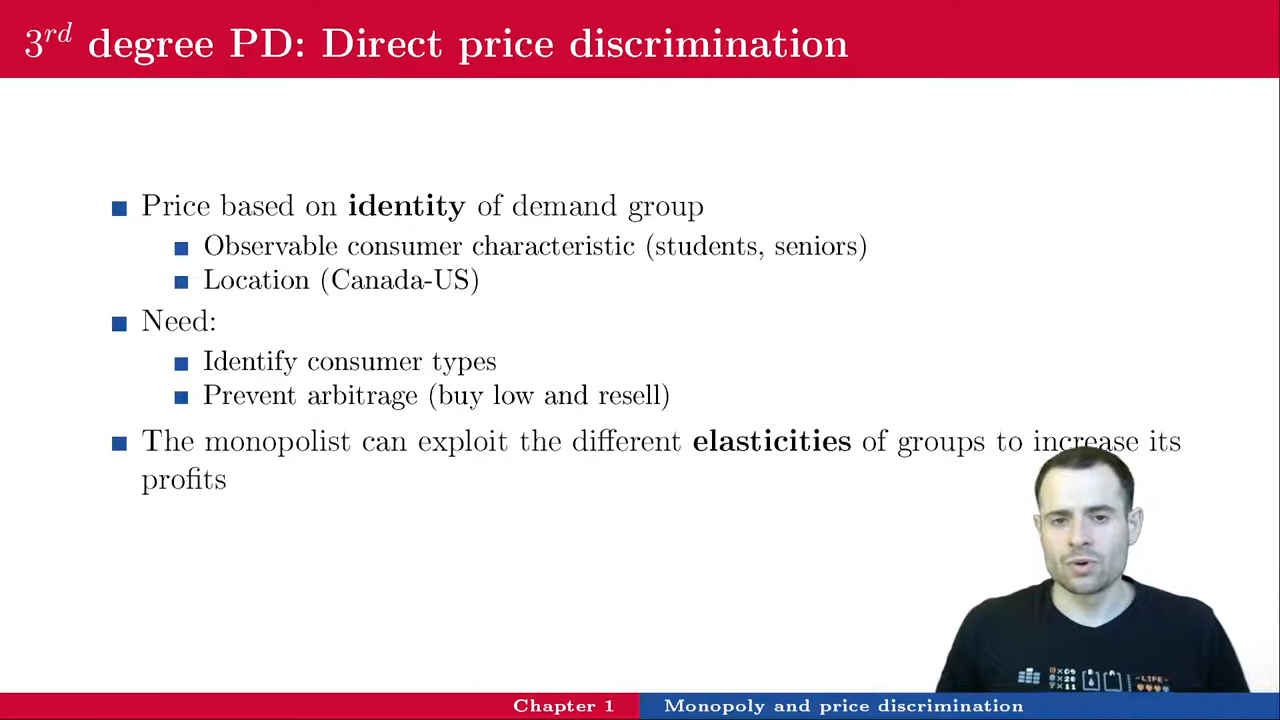 3rd degree PD: Direct price discrimination
Price based on identity of demand group
Observable consumer characteristic (students, seniors)
Location (Canada-US)
Need:
Identify consumer types
Prevent arbitrage (buy low and resell)
The monopolist can exploit the different elasticities of groups to increase its
profits
-LIFE-
Chapter 1
Monopoly and price discrimination